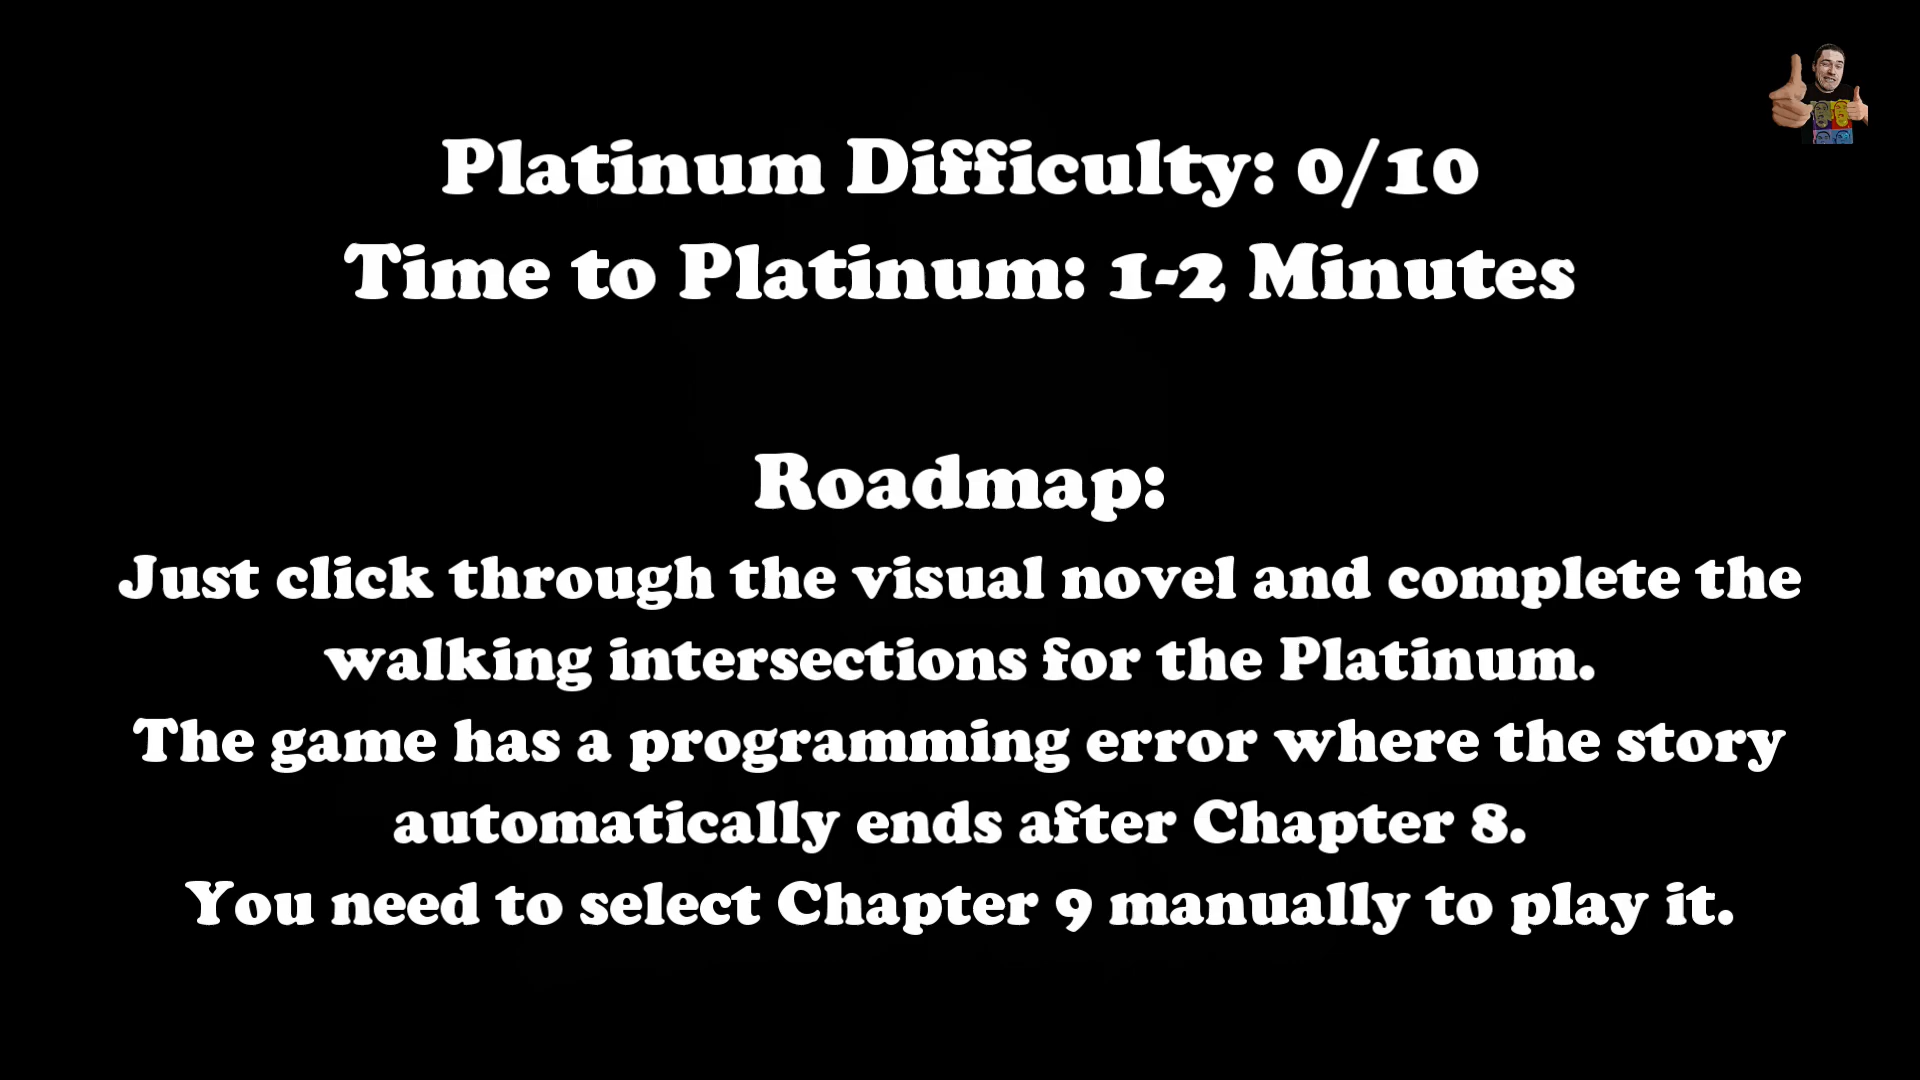 Platinum Difficulty: 0/10
Time to Platinum: 1-2 Minutes
Roadmap:
Just click through the visual novel and complete the
walking intersections for the Platinum.
The game has a programming error where the story
automatically ends after Chapter 8.
You need to select Chapter 9 manually to play it.